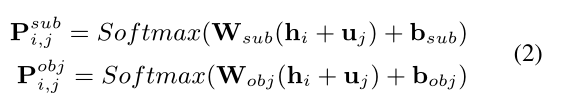 P^{sub}_{i,j} = Softmax(W_{sub}(h_i + u_j) + b_{sub})
P^{obj}_{i,j} = Softmax(W_{obj}(h_i + u_j) + b_{obj})
(2)